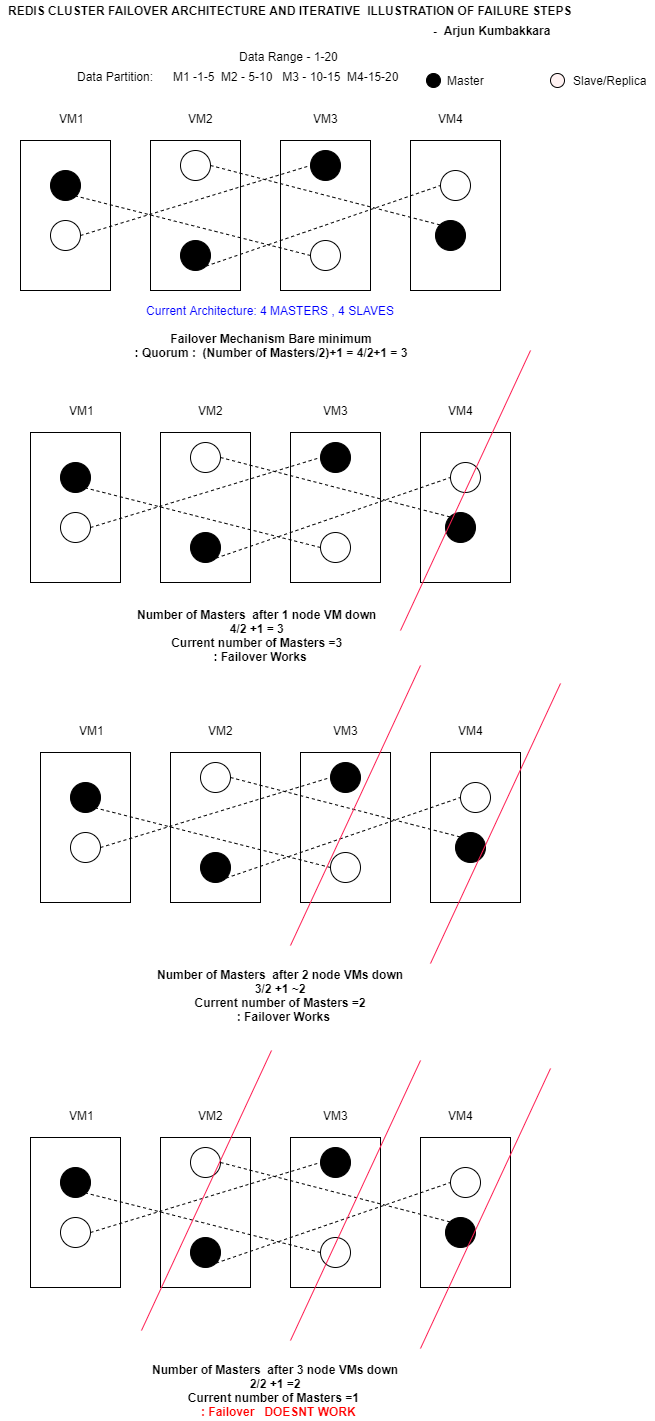 REDIS CLUSTER FAILOVER ARCHITECTURE AND ITERATIVE ILLUSTRATION OF FAILURE STEPS
- Arjun Kumbakkara
Data Range - 1-20
Data Partition: M1 -1-5 M2 - 5-10 M3 - 10-15 M4-15-20
Master Slave/Replica
VM1 VM2 VM3 VM4
Current Architecture: 4 MASTERS , 4 SLAVES
Failover Mechanism Bare minimum
: Quorum : (Number of Masters/2)+1 = 4/2+1 = 3
VM1 VM2 VM3 VM4
Number of Masters after 1 node VM down
4/2 +1 = 3
Current number of Masters =3
: Failover Works
VM1 VM2 VM3 VM4
Number of Masters after 2 node VMs down
3/2 +1 ~2
Current number of Masters =2
: Failover Works
VM1 VM2 VM3 VM4
Number of Masters after 3 node VMs down
2/2 +1 =2
Current number of Masters =1
: Failover DOESNT WORK